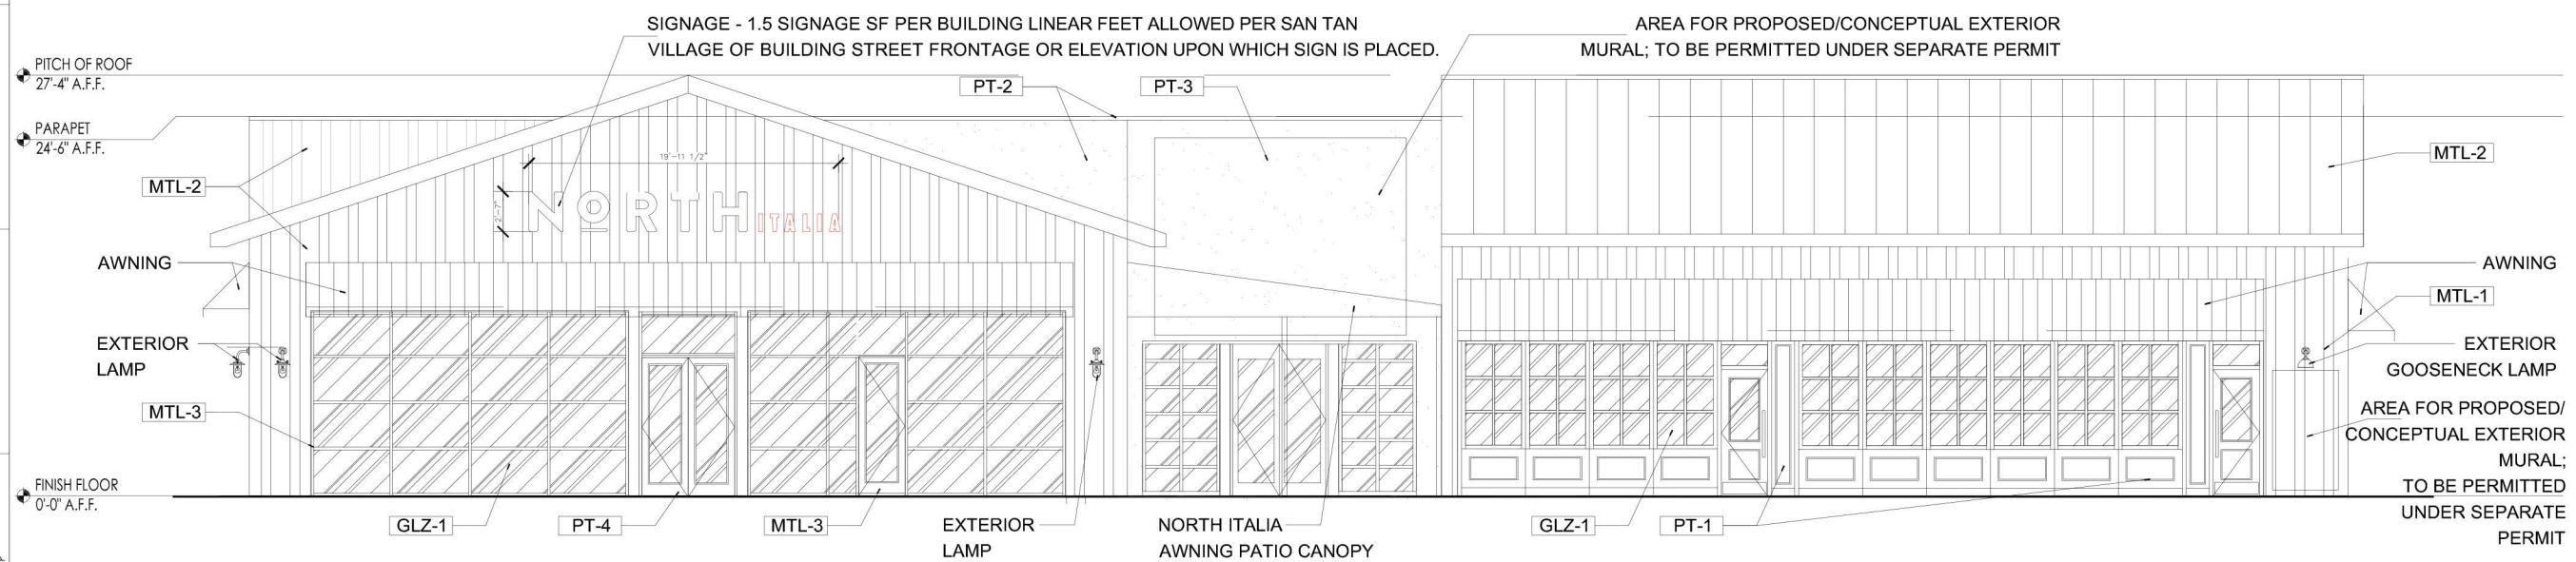 SIGNAGE - 1.5 SIGNAGE SF PER BUILDING LINEAR FEET ALLOWED PER SAN TAN
VILLAGE OF BUILDING STREET FRONTAGE OR ELEVATION UPON WHICH SIGN IS PLACED.
AREA FOR PROPOSED/CONCEPTUAL EXTERIOR
MURAL; TO BE PERMITTED UNDER SEPARATE PERMIT
PITCH OF ROOF
27'-4" A.F.F.
PT-2
PT-3
PARAPET
24'-6" A.F.F.
19'-11 1/2"
MTL-2
MTL-2
2'-7"
NORTH ITALIA
AWNING
AWNING
MTL-1
EXTERIOR
LAMP
EXTERIOR
GOOSENECK LAMP
MTL-3
AREA FOR PROPOSED/
CONCEPTUAL EXTERIOR
MURAL;
TO BE PERMITTED
UNDER SEPARATE
PERMIT
FINISH FLOOR
0'-0" A.F.F.
GLZ-1
PT-4
MTL-3
EXTERIOR
LAMP
NORTH ITALIA
AWNING PATIO CANOPY
GLZ-1
PT-1